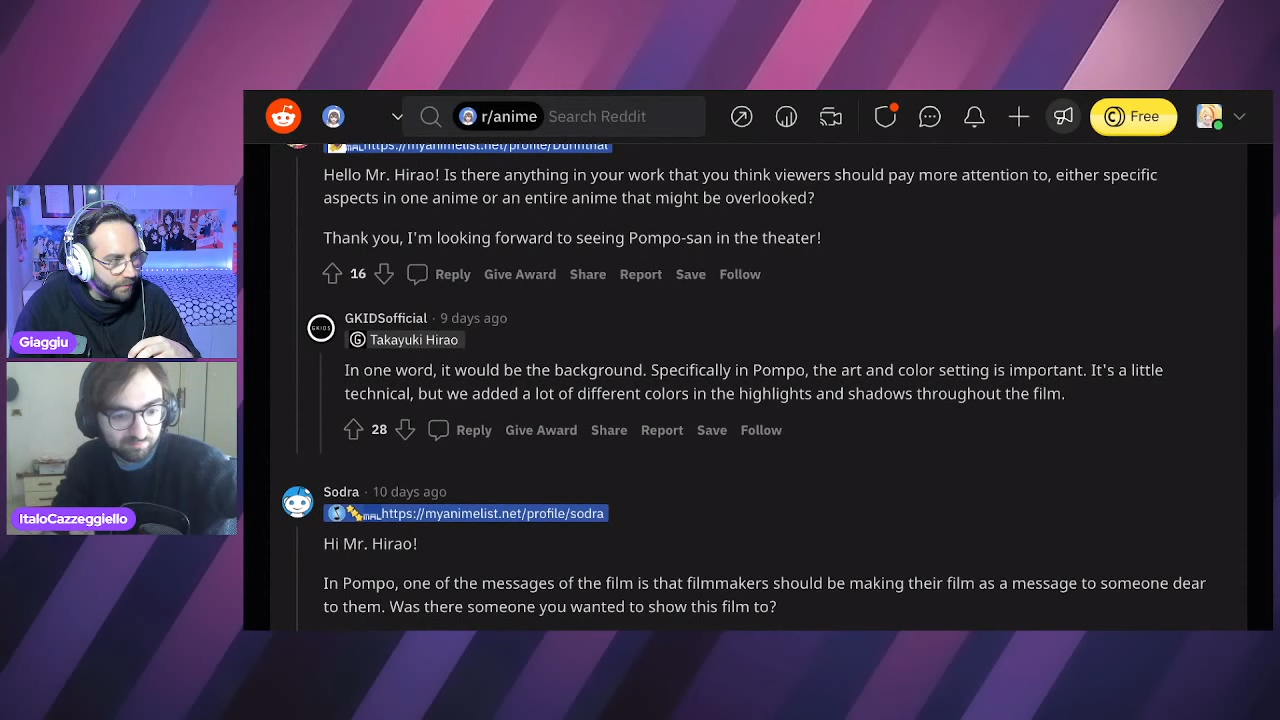 r/anime Search Reddit
Free
https://myanimelist.net/profile/Durinthal
Hello Mr. Hirao! Is there anything in your work that you think viewers should pay more attention to, either specific
aspects in one anime or an entire anime that might be overlooked?
Thank you, I'm looking forward to seeing Pompo-san in the theater!
16 Reply Give Award Share Report Save Follow
GKIDSofficial · 9 days ago
GKIDS
G Takayuki Hirao
In one word, it would be the background. Specifically in Pompo, the art and color setting is important. It's a little
technical, but we added a lot of different colors in the highlights and shadows throughout the film.
28 Reply Give Award Share Report Save Follow
Sodra · 10 days ago
MAL https://myanimelist.net/profile/sodra
Hi Mr. Hirao!
In Pompo, one of the messages of the film is that filmmakers should be making their film as a message to someone dear
to them. Was there someone you wanted to show this film to?
Giaggiu
ItaloCazzeggiello